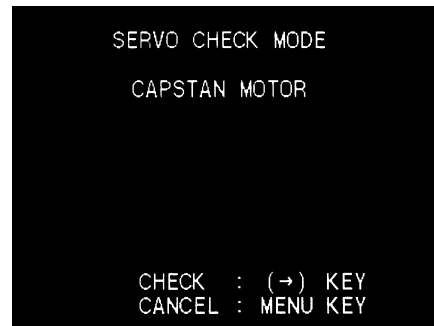 SERVO CHECK MODE
CAPSTAN MOTOR
CHECK : (→) KEY
CANCEL : MENU KEY